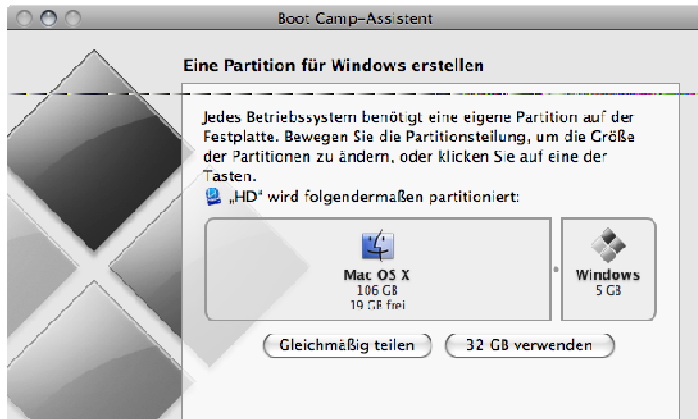 Boot Camp-Assistent
Eine Partition für Windows erstellen
Jedes Betriebssystem benötigt eine eigene Partition auf der
Festplatte. Bewegen Sie die Partitionsteilung, um die Größe
der Partitionen zu ändern, oder klicken Sie auf eine der
Tasten.
„HD“ wird folgendermaßen partitioniert:
Mac OS X
106 GB
19 GB frei
Windows
5 GB
Gleichmäßig teilen
32 GB verwenden